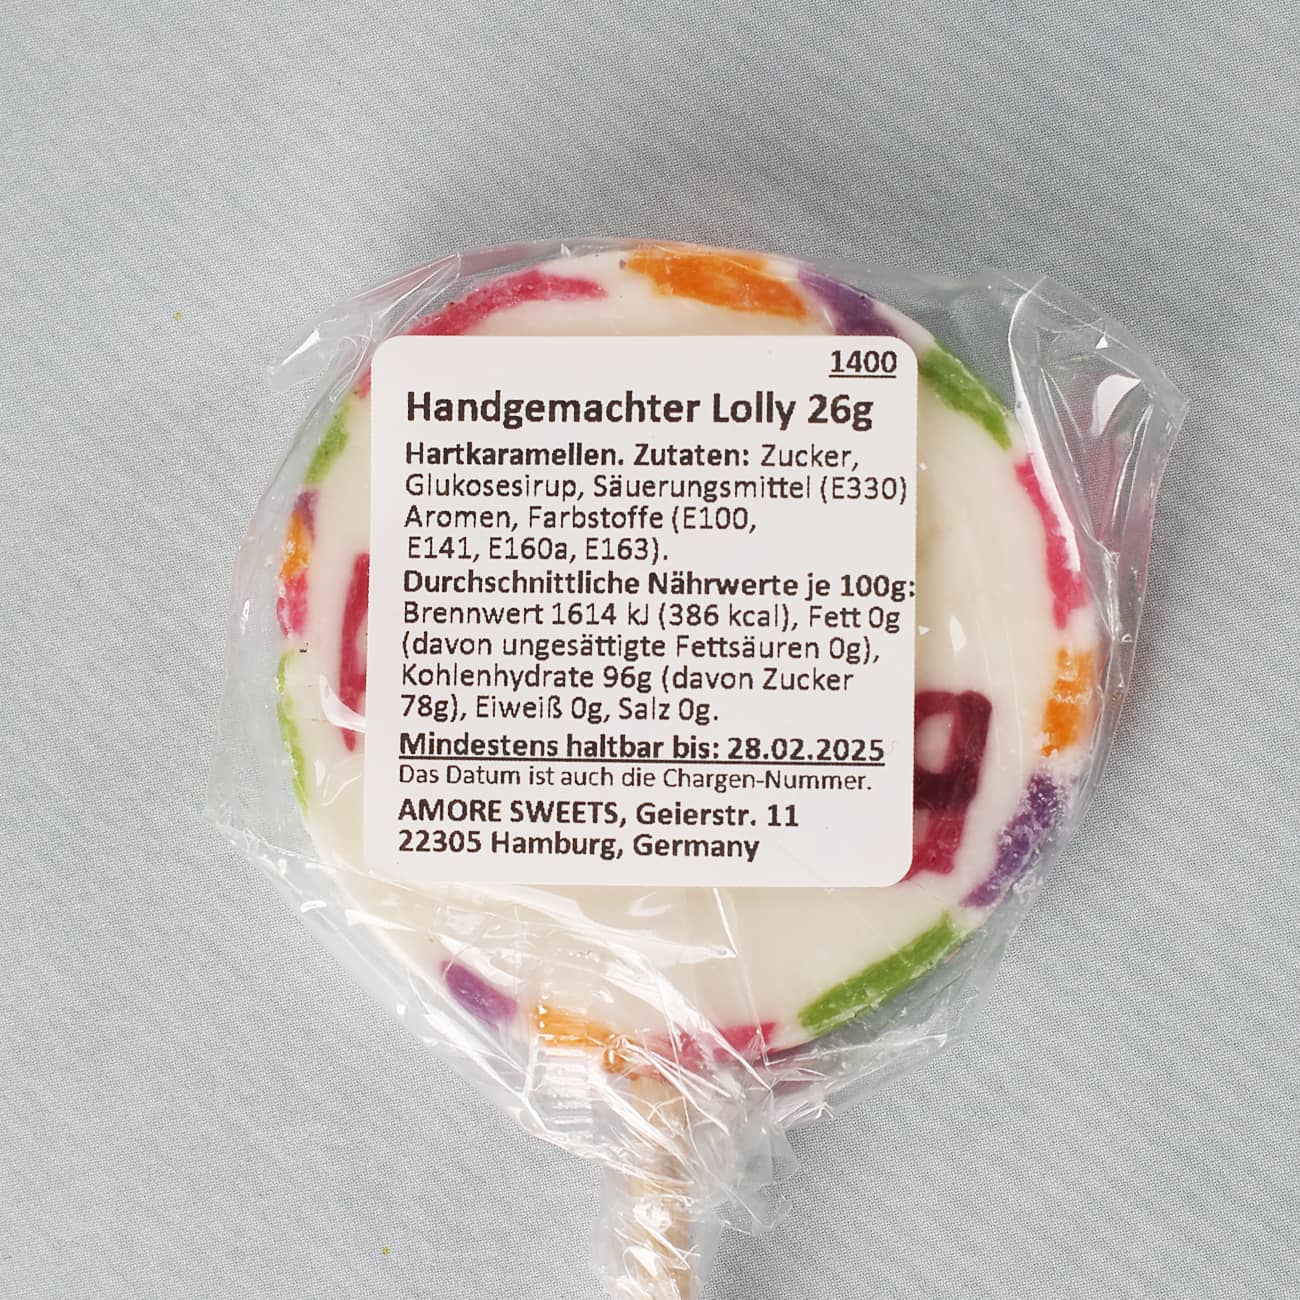 1400
Handgemachter Lolly 26g
Hartkaramellen. Zutaten: Zucker,
Glukosesirup, Säuerungsmittel (E330)
Aromen, Farbstoffe (E100,
E141, E160a, E163).
Durchschnittliche Nährwerte je 100g:
Brennwert 1614 kJ (386 kcal), Fett 0g
(davon ungesättigte Fettsäuren 0g),
Kohlenhydrate 96g (davon Zucker
78g), Eiweiß 0g, Salz 0g.
Mindestens haltbar bis: 28.02.2025
Das Datum ist auch die Chargen-Nummer.
AMORE SWEETS, Geierstr. 11
22305 Hamburg, Germany